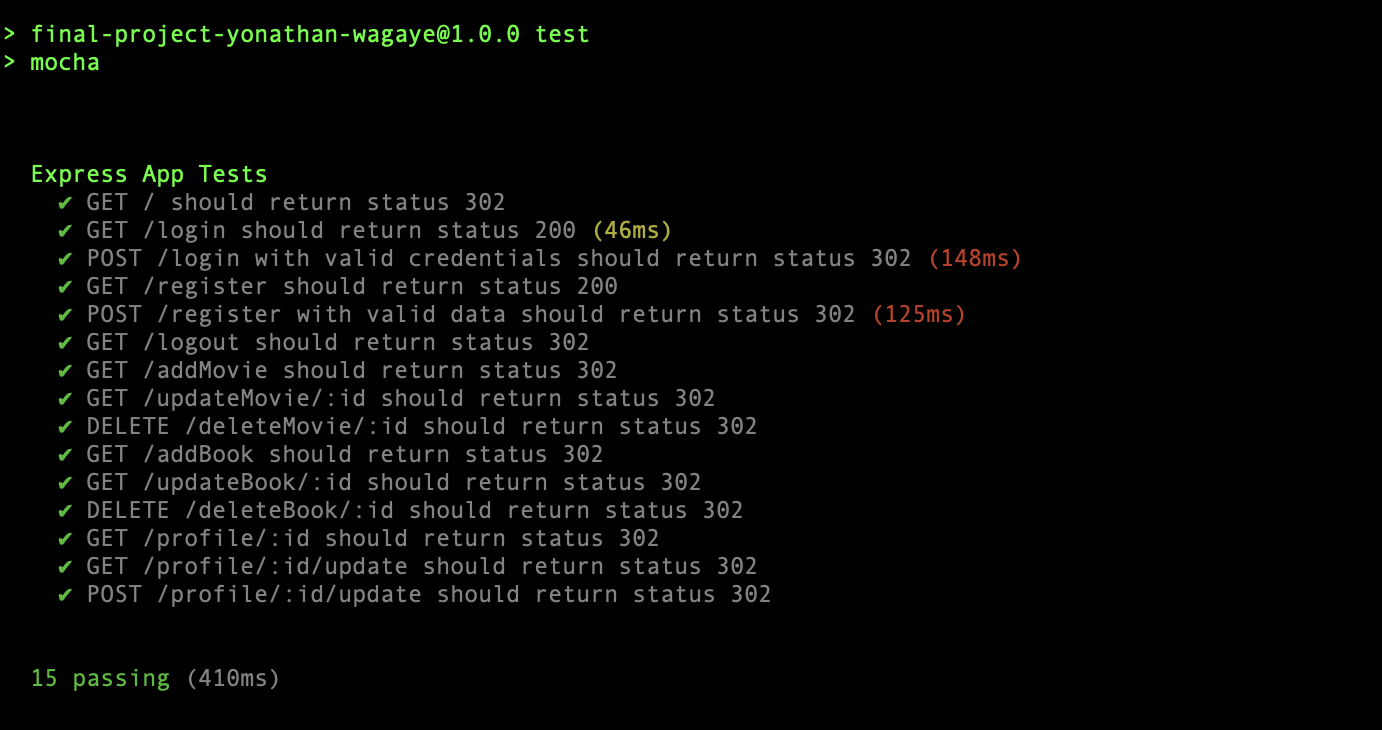 > final-project-yonathan-wagaye@1.0.0 test
> mocha
Express App Tests
✔ GET / should return status 302
✔ GET /login should return status 200 (46ms)
✔ POST /login with valid credentials should return status 302 (148ms)
✔ GET /register should return status 200
✔ POST /register with valid data should return status 302 (125ms)
✔ GET /logout should return status 302
✔ GET /addMovie should return status 302
✔ GET /updateMovie/:id should return status 302
✔ DELETE /deleteMovie/:id should return status 302
✔ GET /addBook should return status 302
✔ GET /updateBook/:id should return status 302
✔ DELETE /deleteBook/:id should return status 302
✔ GET /profile/:id should return status 302
✔ GET /profile/:id/update should return status 302
✔ POST /profile/:id/update should return status 302
15 passing (410ms)